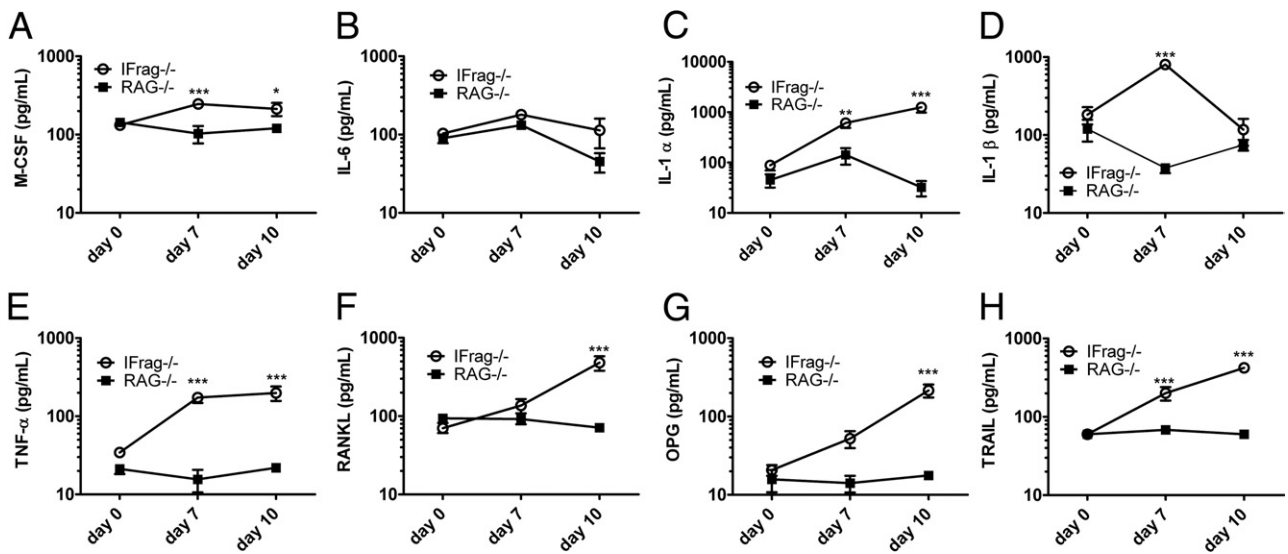 A
M-CSF (pg/mL)
1000
100
10
IFrag-/-
RAG-/-
***
*
day 0
day 7
day 10
B
IL-6 (pg/mL)
1000
100
10
IFrag-/-
RAG-/-
day 0
day 7
day 10
C
IL-1 α (pg/mL)
10000
1000
100
10
IFrag-/-
RAG-/-
**
***
day 0
day 7
day 10
D
IL-1 β (pg/mL)
1000
100
10
***
IFrag-/-
RAG-/-
day 0
day 7
day 10
E
TNF-α (pg/mL)
1000
100
10
IFrag-/-
RAG-/-
***
***
day 0
day 7
day 10
F
RANKL (pg/mL)
1000
100
10
IFrag-/-
RAG-/-
***
day 0
day 7
day 10
G
OPG (pg/mL)
1000
100
10
IFrag-/-
RAG-/-
***
day 0
day 7
day 10
H
TRAIL (pg/mL)
1000
100
10
IFrag-/-
RAG-/-
***
***
day 0
day 7
day 10